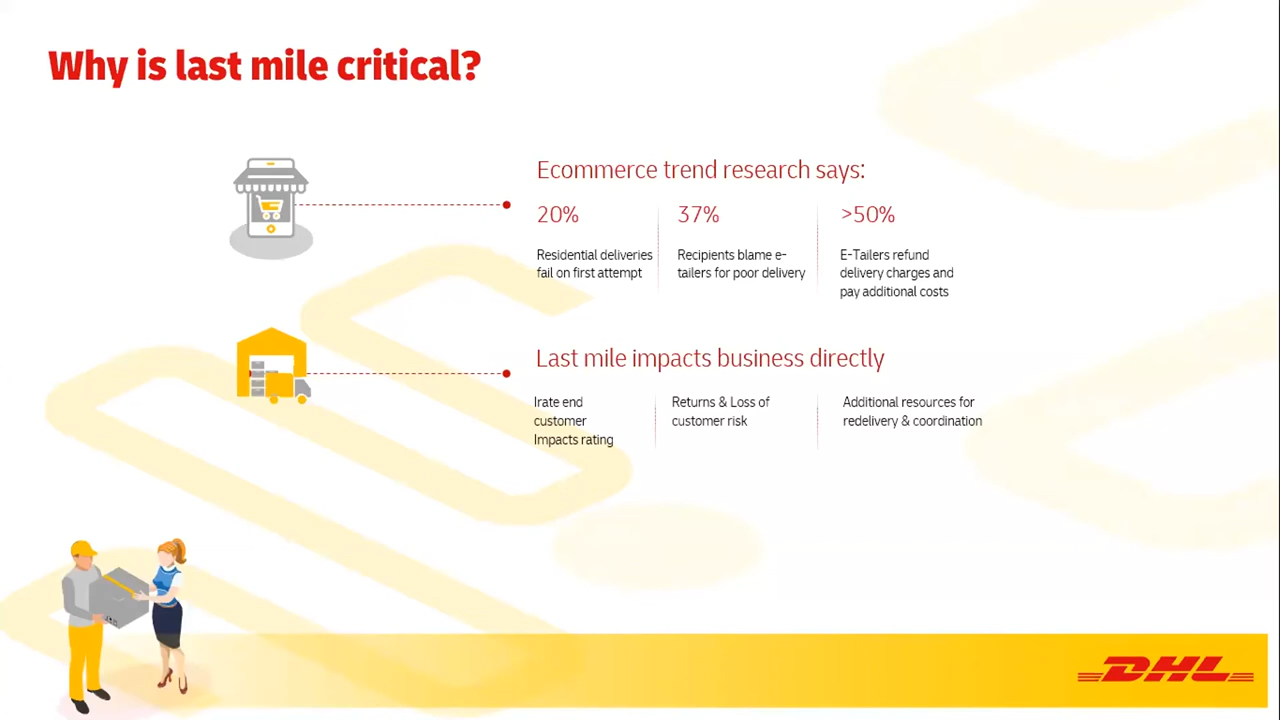 Why is last mile critical?
Ecommerce trend research says:
20%
Residential deliveries
fail on first attempt
37%
Recipients blame e-
tailers for poor delivery
>50%
E-Tailers refund
delivery charges and
pay additional costs
Last mile impacts business directly
Irate end
customer
Impacts rating
Returns & Loss of
customer risk
Additional resources for
redelivery & coordination
DHL